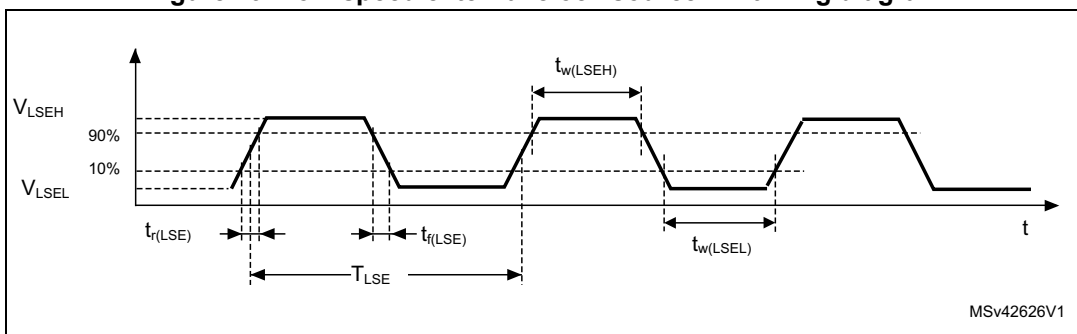 V_LSEH
90%
10%
V_LSEL
t_w(LSEH)
t_r(LSE)
t_f(LSE)
t_w(LSEL)
t
T_LSE
MSv42626V1